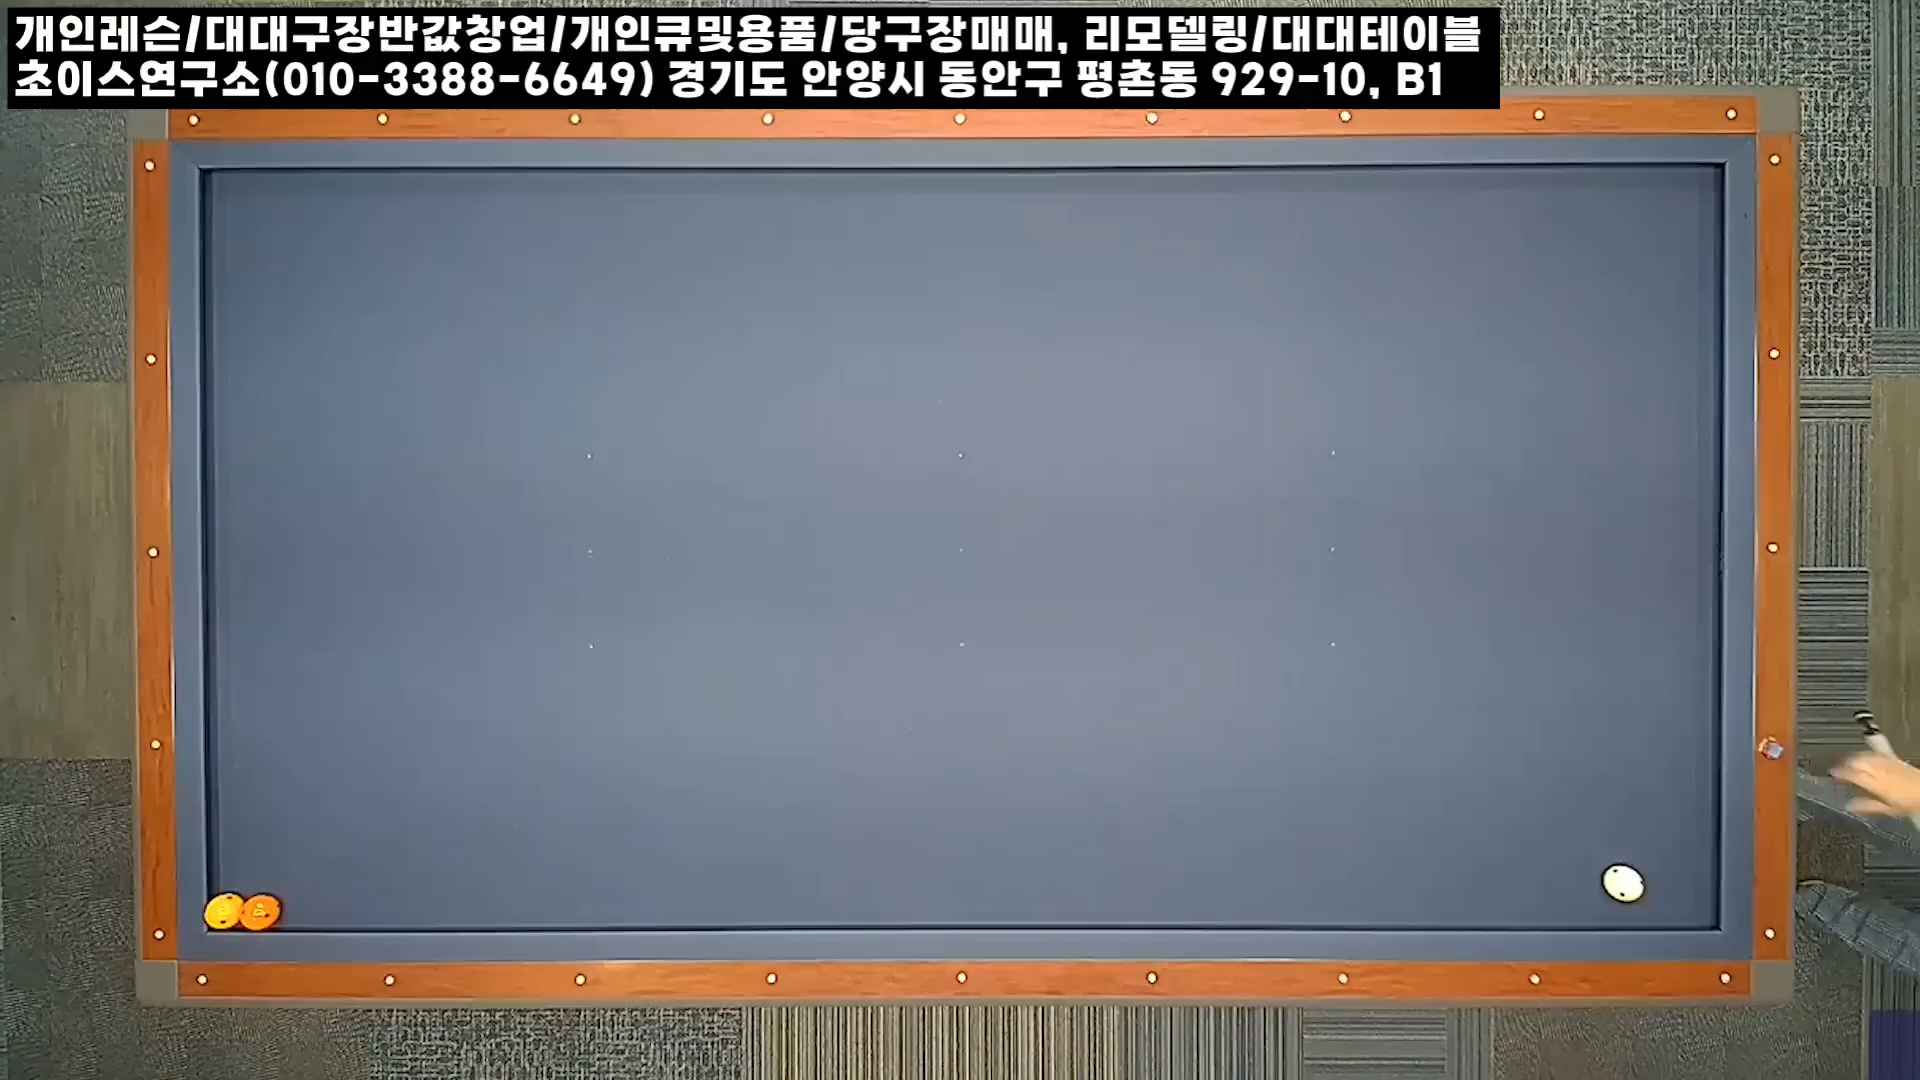 개인레슨/대대구장반값창업/개인큐및용품/당구장매매, 리모델링/대대테이블
초이스연구소(010-3388-6649) 경기도 안양시 동안구 평촌동 929-10, B1